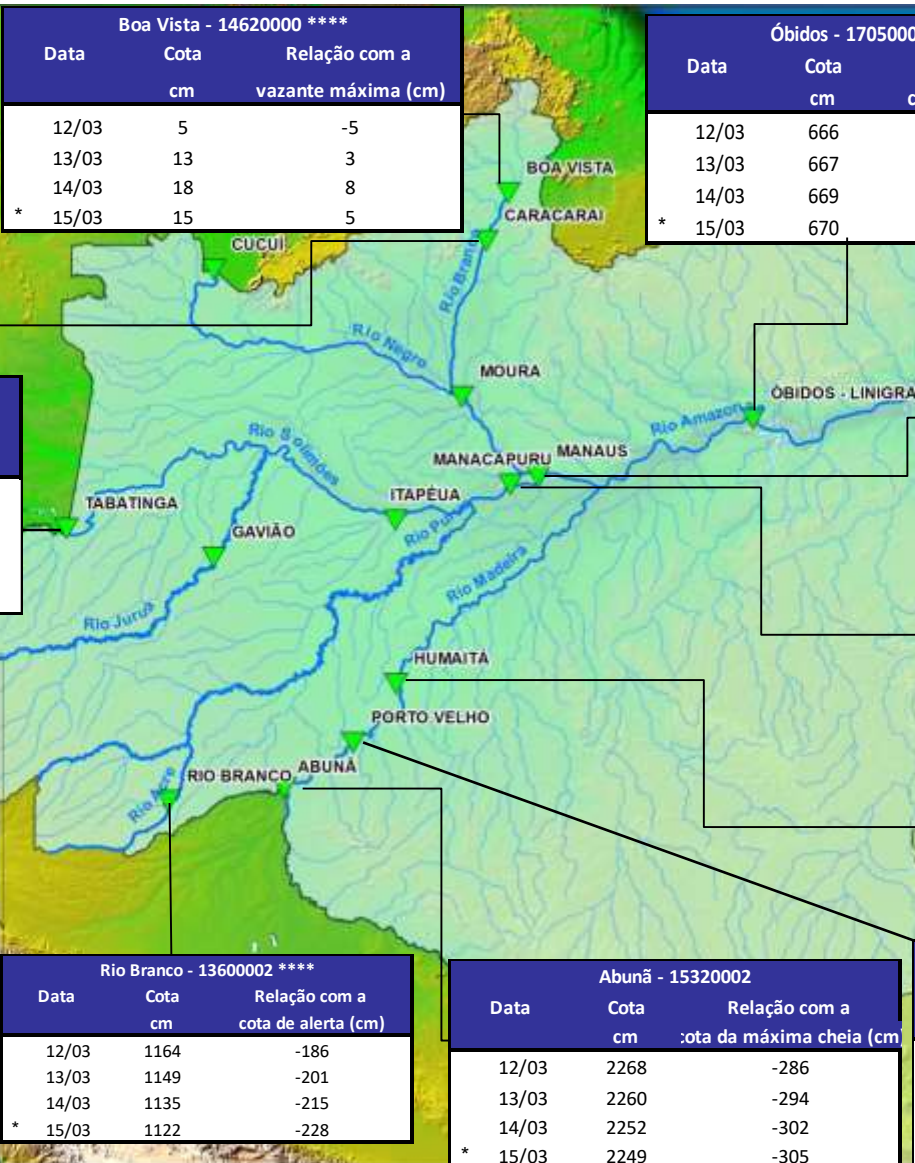 Boa Vista - 14620000 ****
Data Cota Relação com a
cm vazante máxima (cm)
12/03 5 -5
13/03 13 3
14/03 18 8
* 15/03 15 5
Óbidos - 1705000
Data Cota
cm c
12/03 666
13/03 667
14/03 669
* 15/03 670
BOA VISTA
CARACARAI
CUCUÍ
Rio Branco
Rio Negro
MOURA
ÓBIDOS - LINIGRA
Rio Amazon
Rio Solimões
MANACAPURU
MANAUS
TABATINGA
ITAPÉUA
GAVIÃO
Rio Pur
Rio Madeira
Rio Juruá
HUMAITÁ
PORTO VELHO
ABUNÃ
RIO BRANCO
Rio Acre
Rio Branco - 13600002 ****
Data Cota Relação com a
cm cota de alerta (cm)
12/03 1164 -186
13/03 1149 -201
14/03 1135 -215
* 15/03 1122 -228
Abunã - 15320002
Data Cota Relação com a
cm cota da máxima cheia (cm)
12/03 2268 -286
13/03 2260 -294
14/03 2252 -302
* 15/03 2249 -305